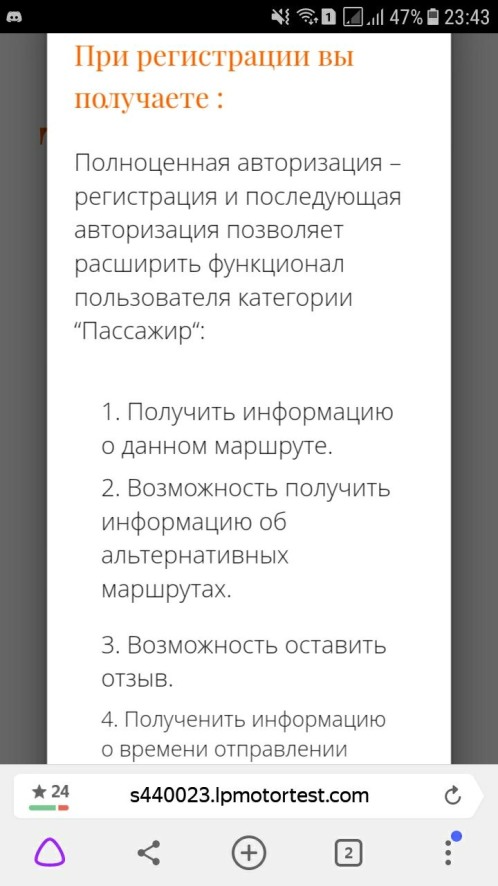 47% 23:43
При регистрации вы
получаете :
Полноценная авторизация –
регистрация и последующая
авторизация позволяет
расширить функционал
пользователя категории
“Пассажир“:
1. Получить информацию
о данном маршруте.
2. Возможность получить
информацию об
альтернативных
маршрутах.
3. Возможность оставить
отзыв.
4. Полученить информацию
о времени отправлении
★ 24 s440023.lpmotortest.com
2